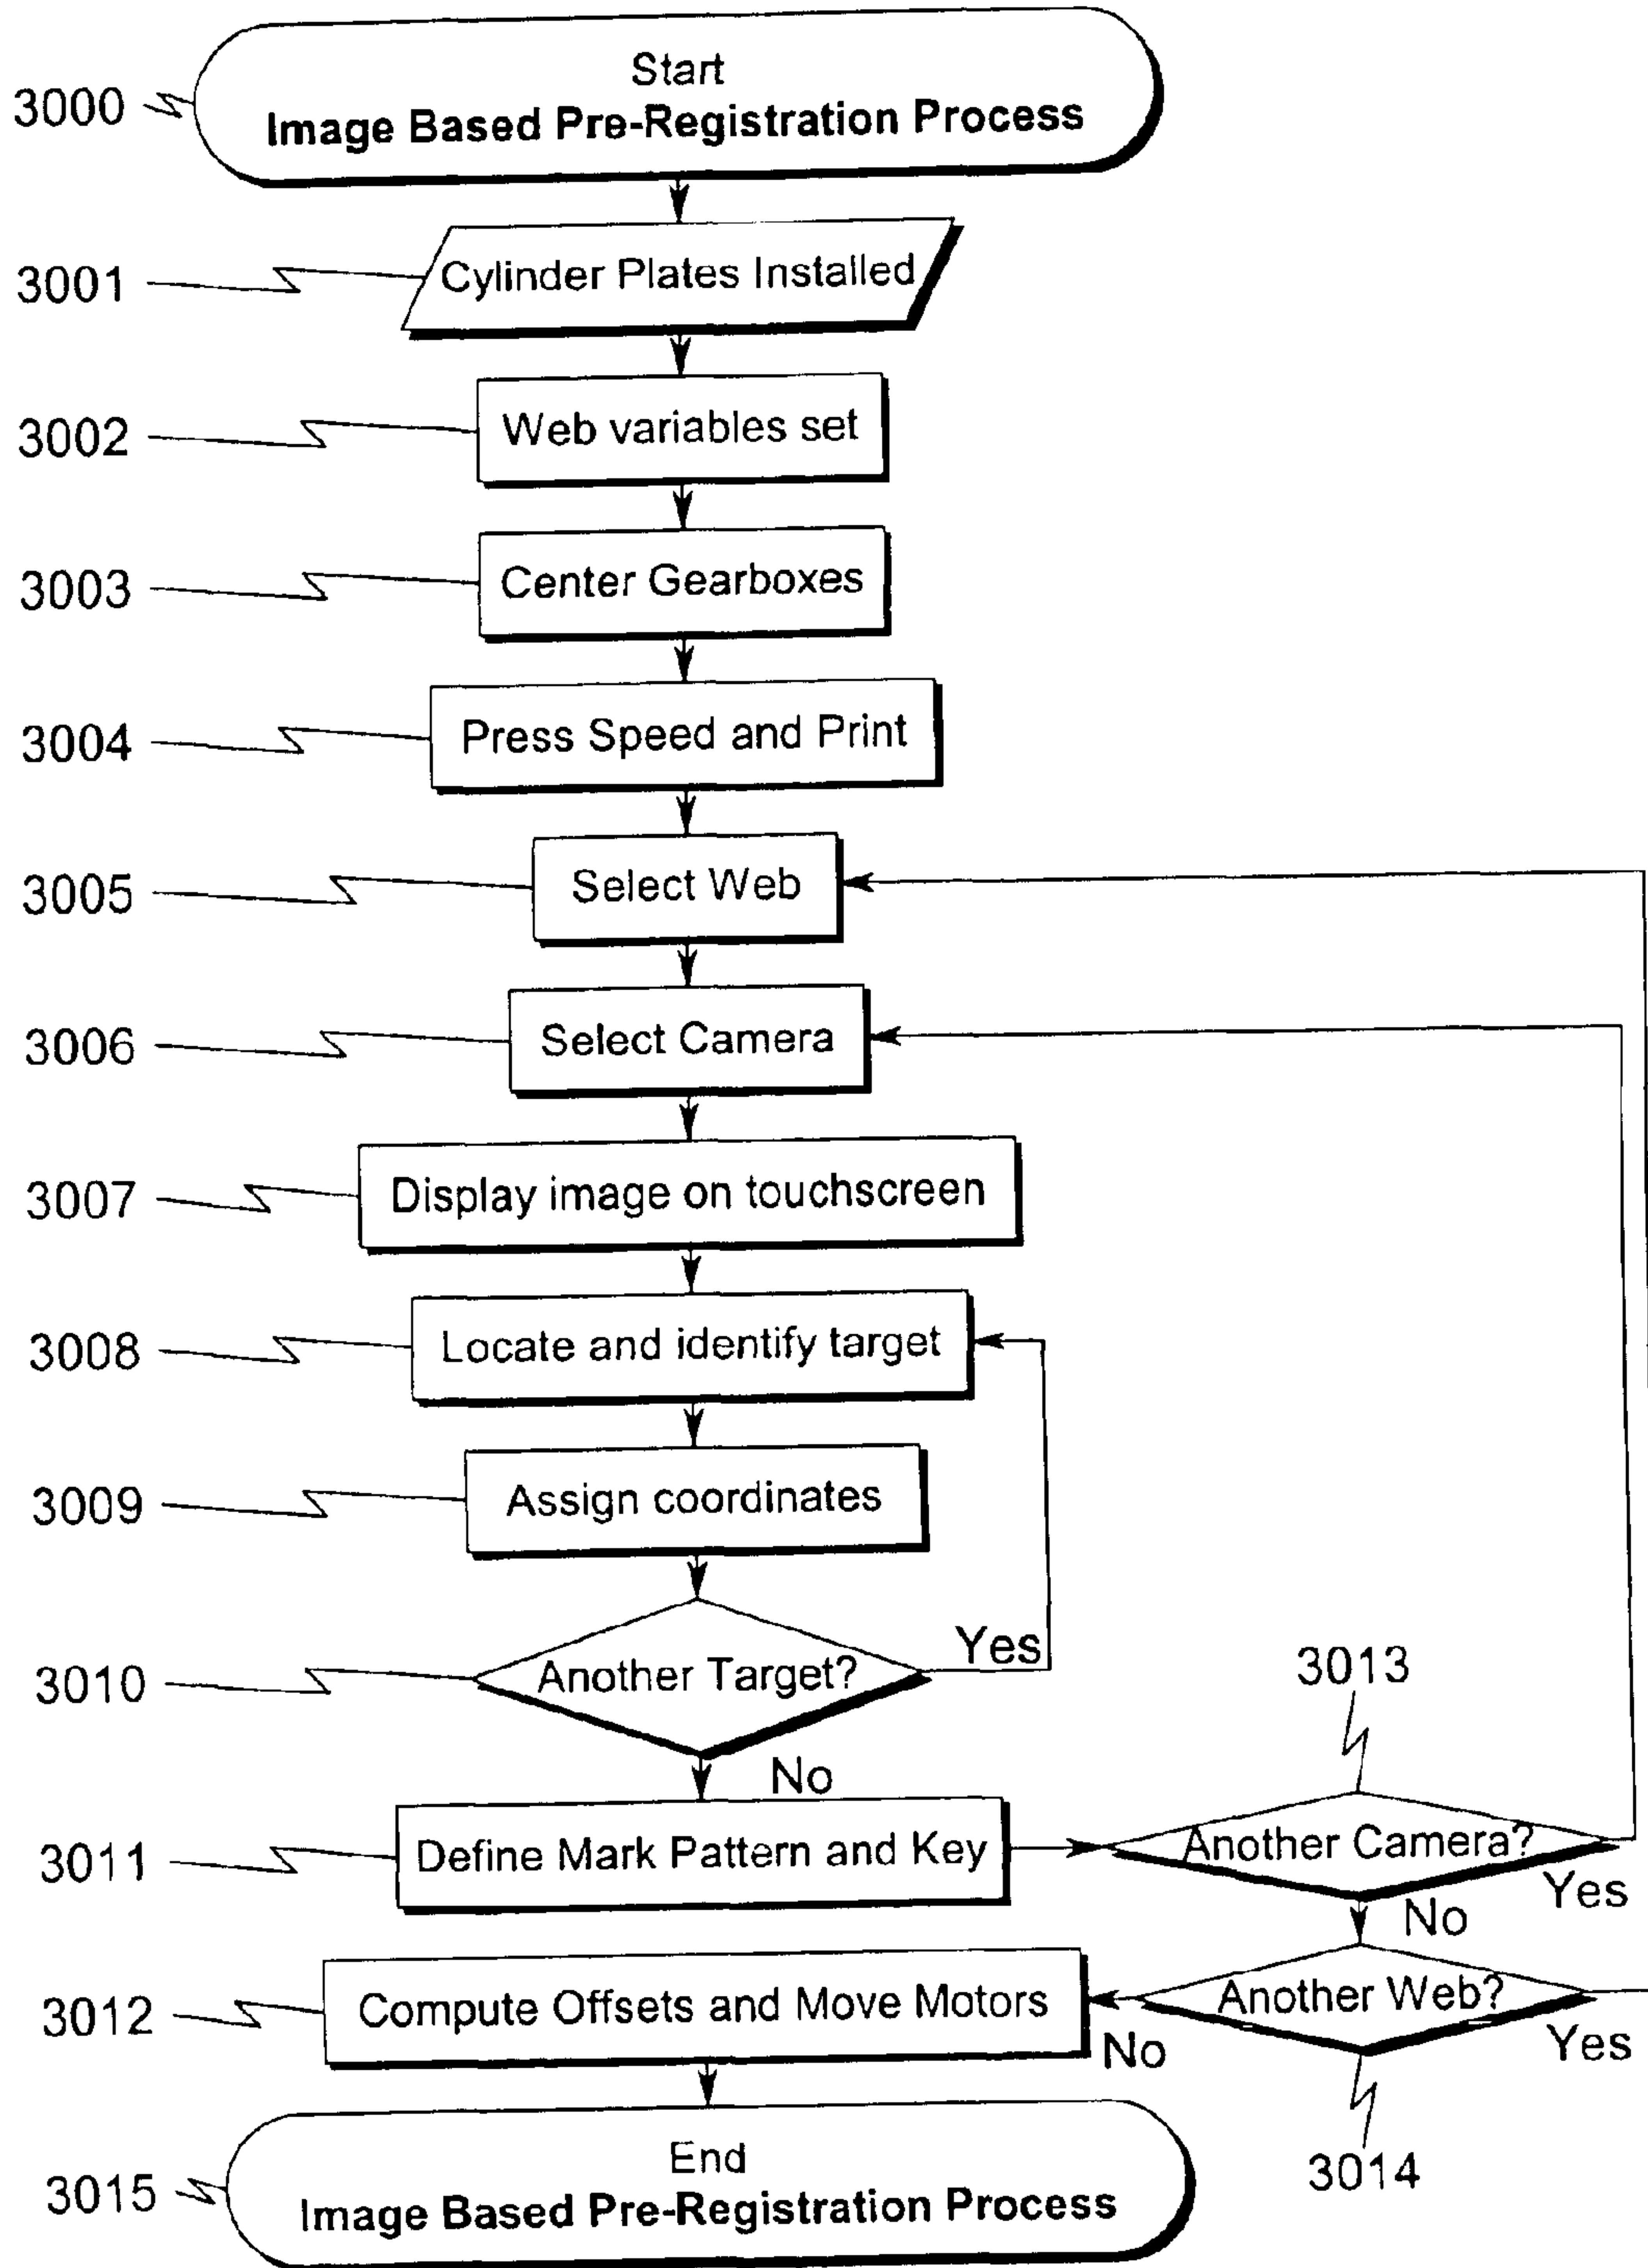 Start
Image Based Pre-Registration Process
3000
Cylinder Plates Installed
3001
Web variables set
3002
Center Gearboxes
3003
Press Speed and Print
3004
Select Web
3005
Select Camera
3006
Display image on touchscreen
3007
Locate and identify target
3008
Assign coordinates
3009
Another Target?
Yes
3010
No
3013
Define Mark Pattern and Key
3011
Another Camera?
Yes
No
Compute Offsets and Move Motors
3012
Another Web?
No
Yes
3014
End
Image Based Pre-Registration Process
3015